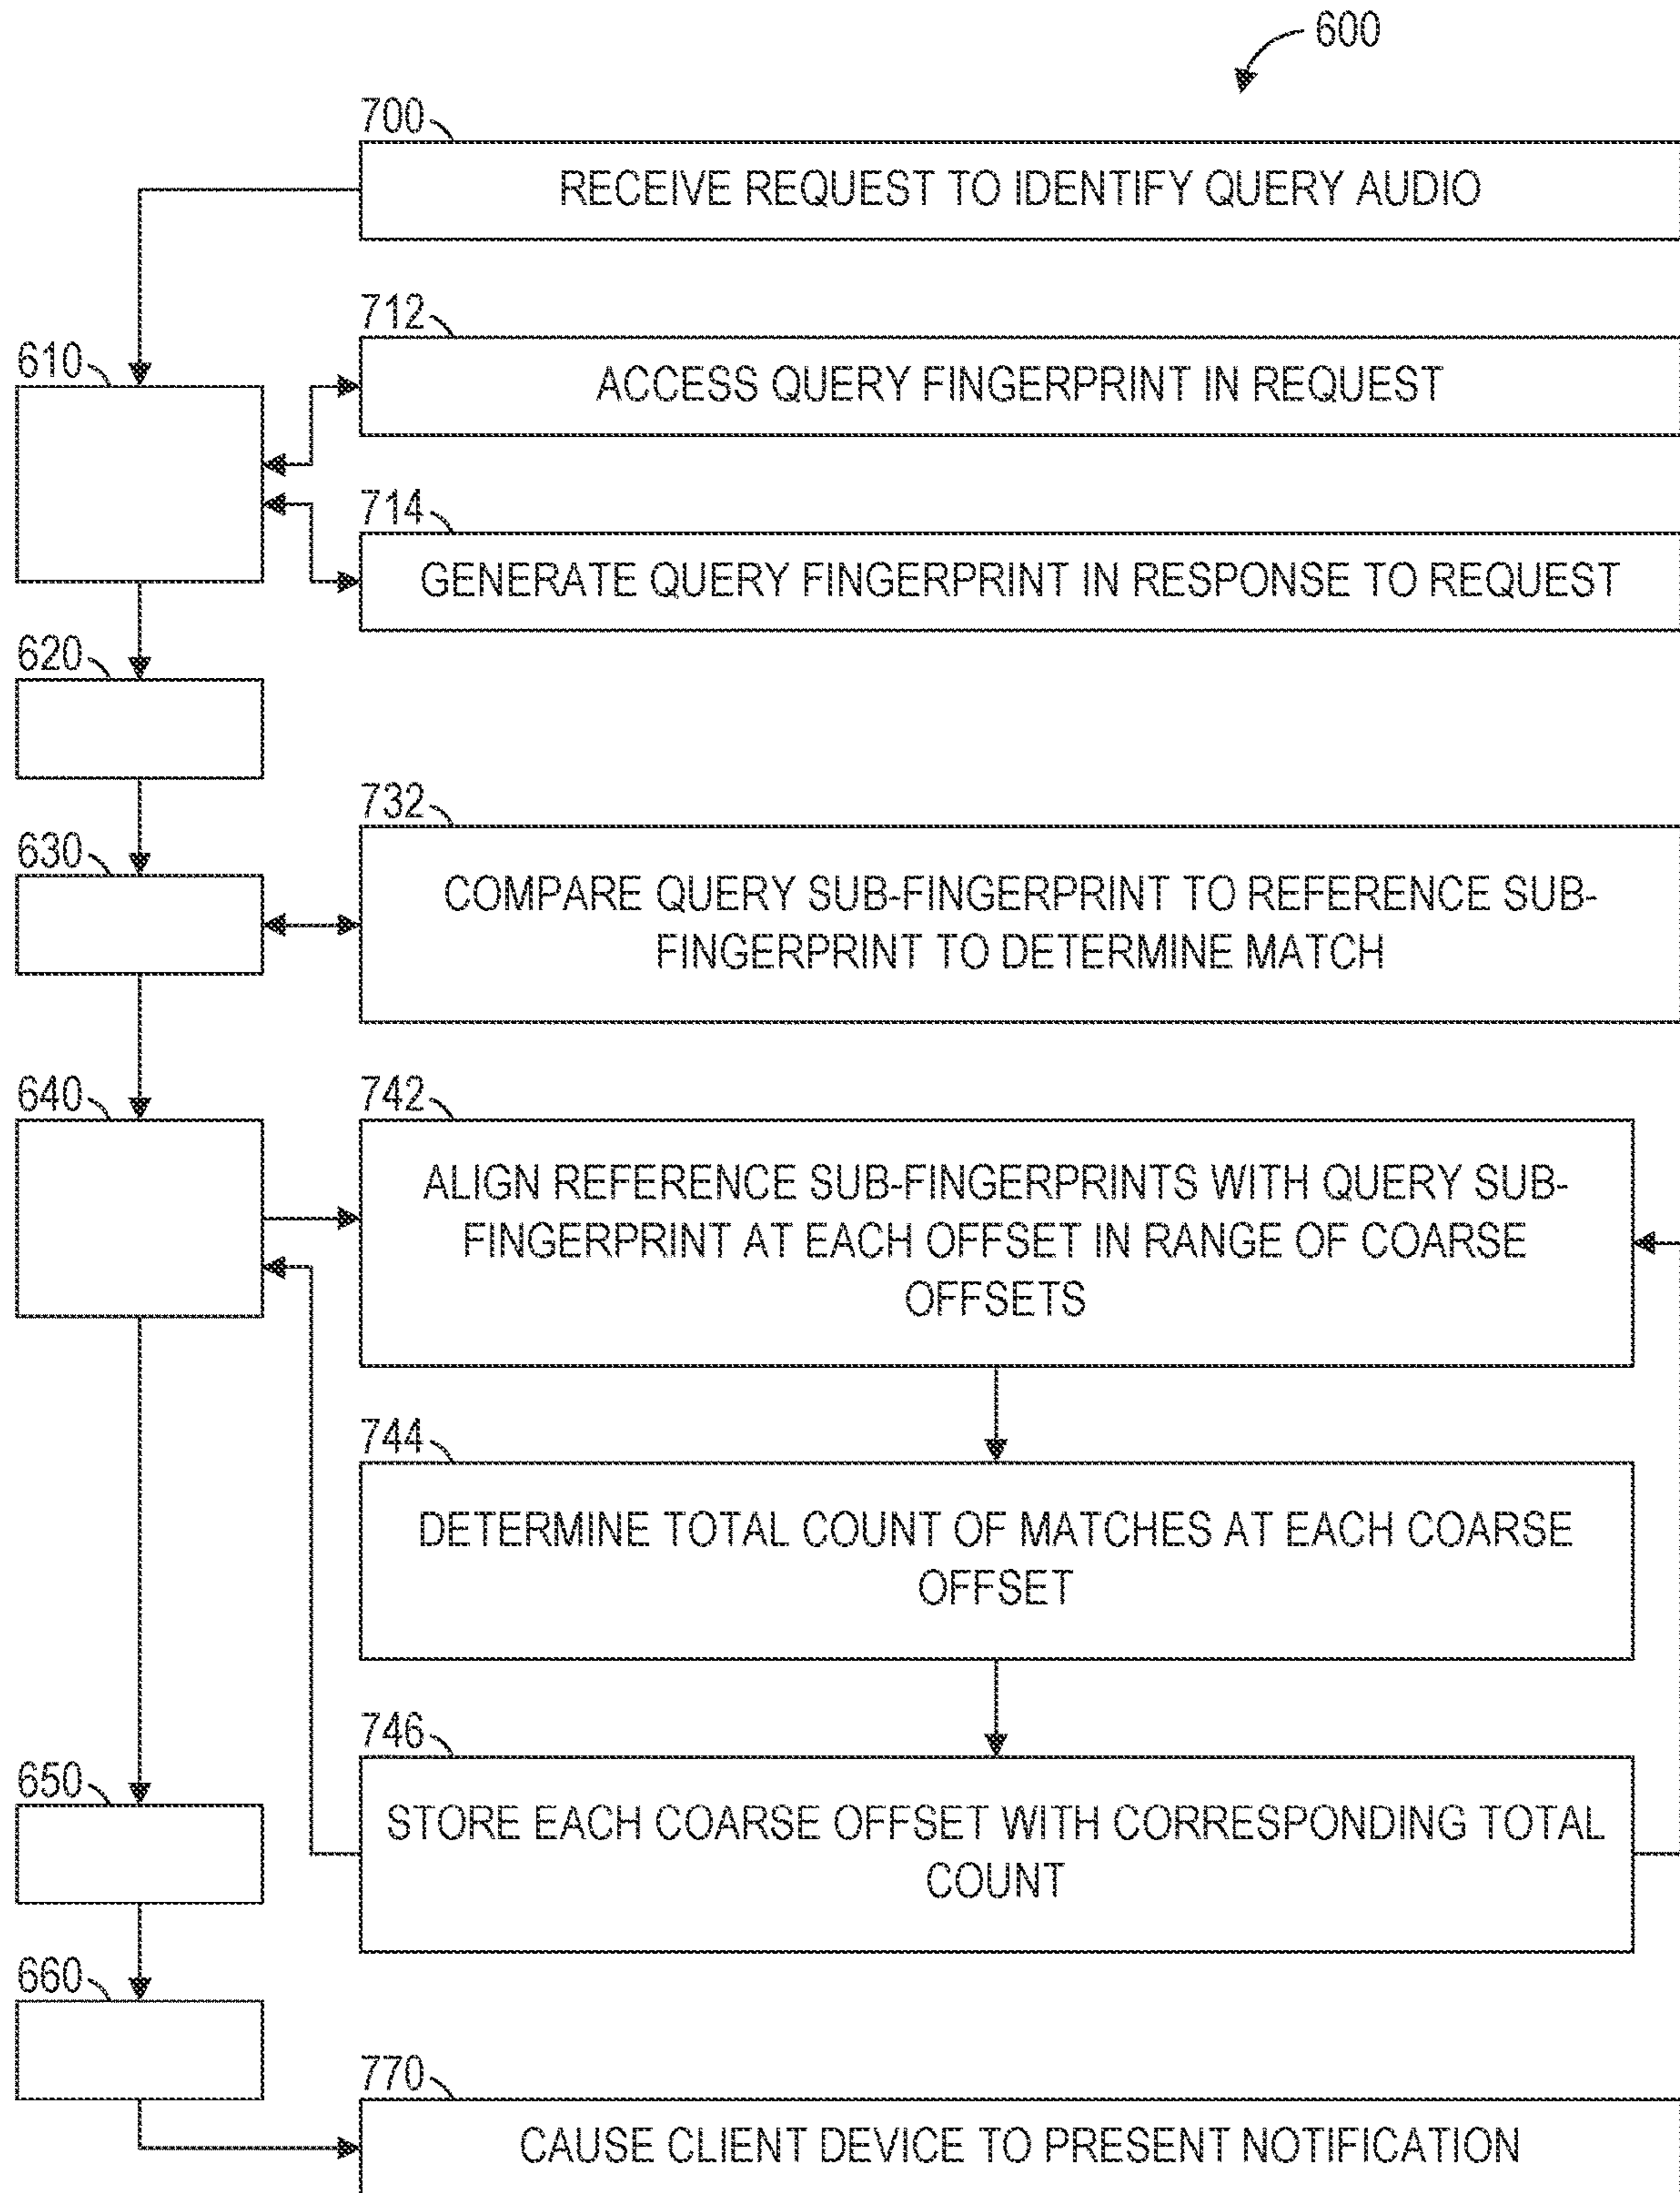 600
700
RECEIVE REQUEST TO IDENTIFY QUERY AUDIO
712
ACCESS QUERY FINGERPRINT IN REQUEST
610
714
GENERATE QUERY FINGERPRINT IN RESPONSE TO REQUEST
620
732
COMPARE QUERY SUB-FINGERPRINT TO REFERENCE SUB-
FINGERPRINT TO DETERMINE MATCH
630
640
742
ALIGN REFERENCE SUB-FINGERPRINTS WITH QUERY SUB-
FINGERPRINT AT EACH OFFSET IN RANGE OF COARSE
OFFSETS
744
DETERMINE TOTAL COUNT OF MATCHES AT EACH COARSE
OFFSET
746
STORE EACH COARSE OFFSET WITH CORRESPONDING TOTAL
COUNT
650
660
770
CAUSE CLIENT DEVICE TO PRESENT NOTIFICATION